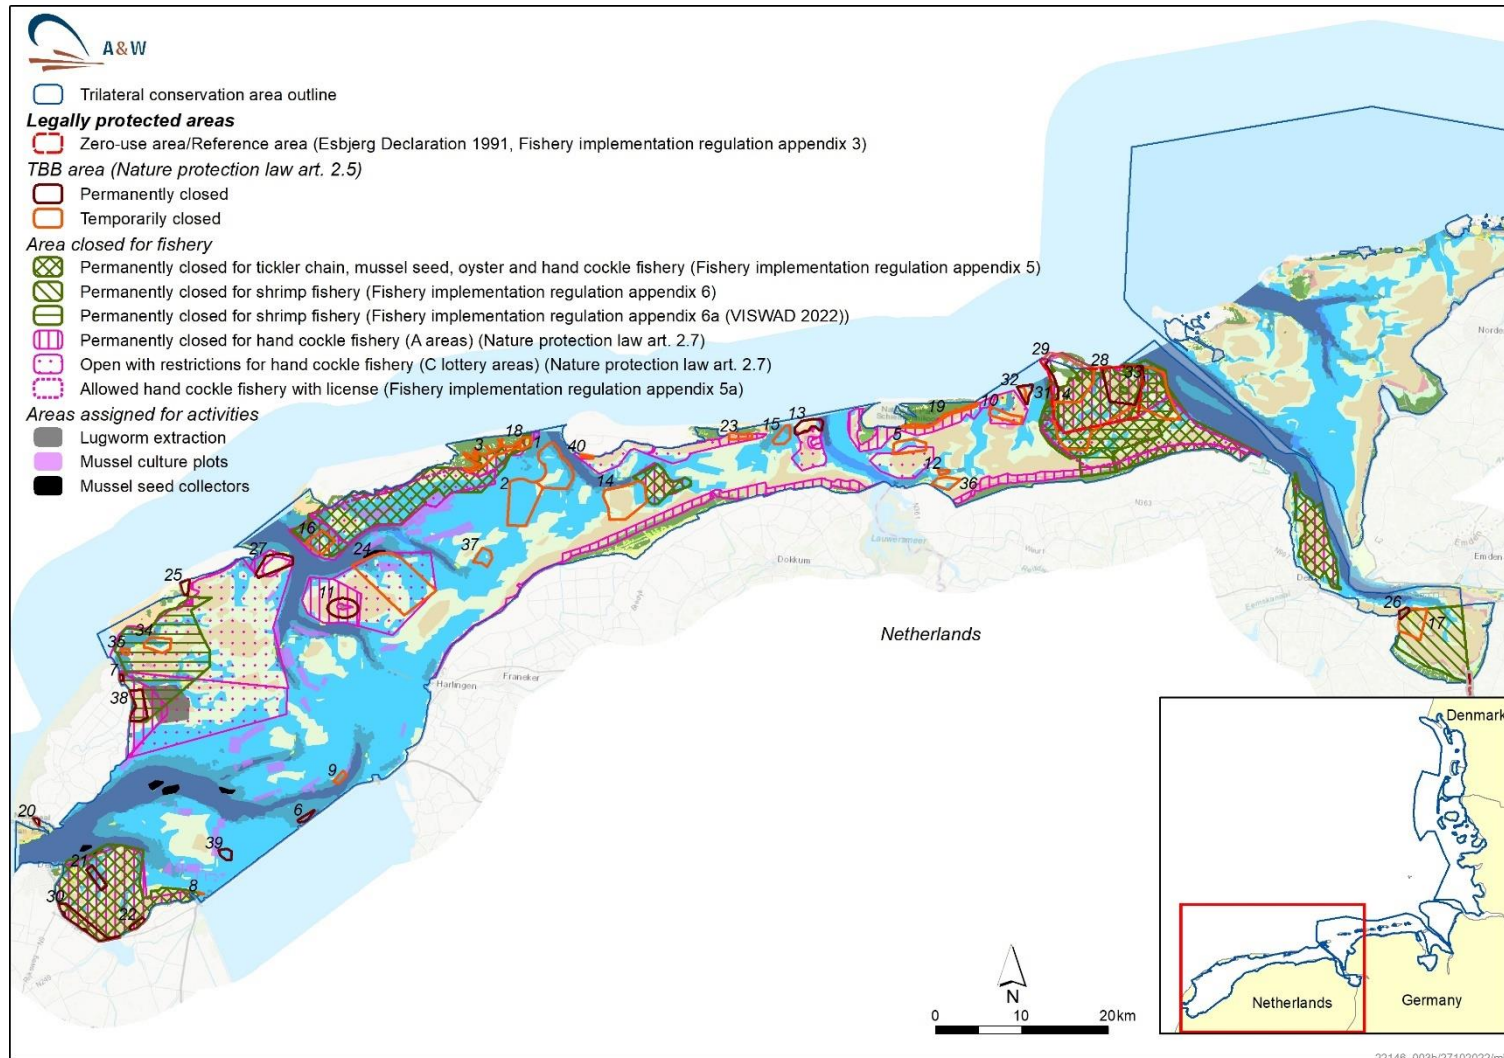 A&W
Trilateral conservation area outline
Legally protected areas
Zero-use area/Reference area (Esbjerg Declaration 1991, Fishery implementation regulation appendix 3)
TBB area (Nature protection law art. 2.5)
Permanently closed
Temporarily closed
Area closed for fishery
Permanently closed for tickler chain, mussel seed, oyster and hand cockle fishery (Fishery implementation regulation appendix 5)
Permanently closed for shrimp fishery (Fishery implementation regulation appendix 6)
Permanently closed for shrimp fishery (Fishery implementation regulation appendix 6a (VISWAD 2022))
Permanently closed for hand cockle fishery (A areas) (Nature protection law art. 2.7)
Open with restrictions for hand cockle fishery (C lottery areas) (Nature protection law art. 2.7)
Allowed hand cockle fishery with license (Fishery implementation regulation appendix 5a)
Areas assigned for activities
Lugworm extraction
Mussel culture plots
Mussel seed collectors
29
28
33
32
31
4
10
19
13
15
23
5
12
36
18
3
1
40
2
14
37
16
27
24
25
11
34
35
7
38
26
17
9
6
20
39
21
8
30
22
Norde
Emden
Emden
Lauwersmeer
Dokkum
Netherlands
Harlingen
Franeker
N361
N363
Denmark
Netherlands
Germany
N
0 10 20 km